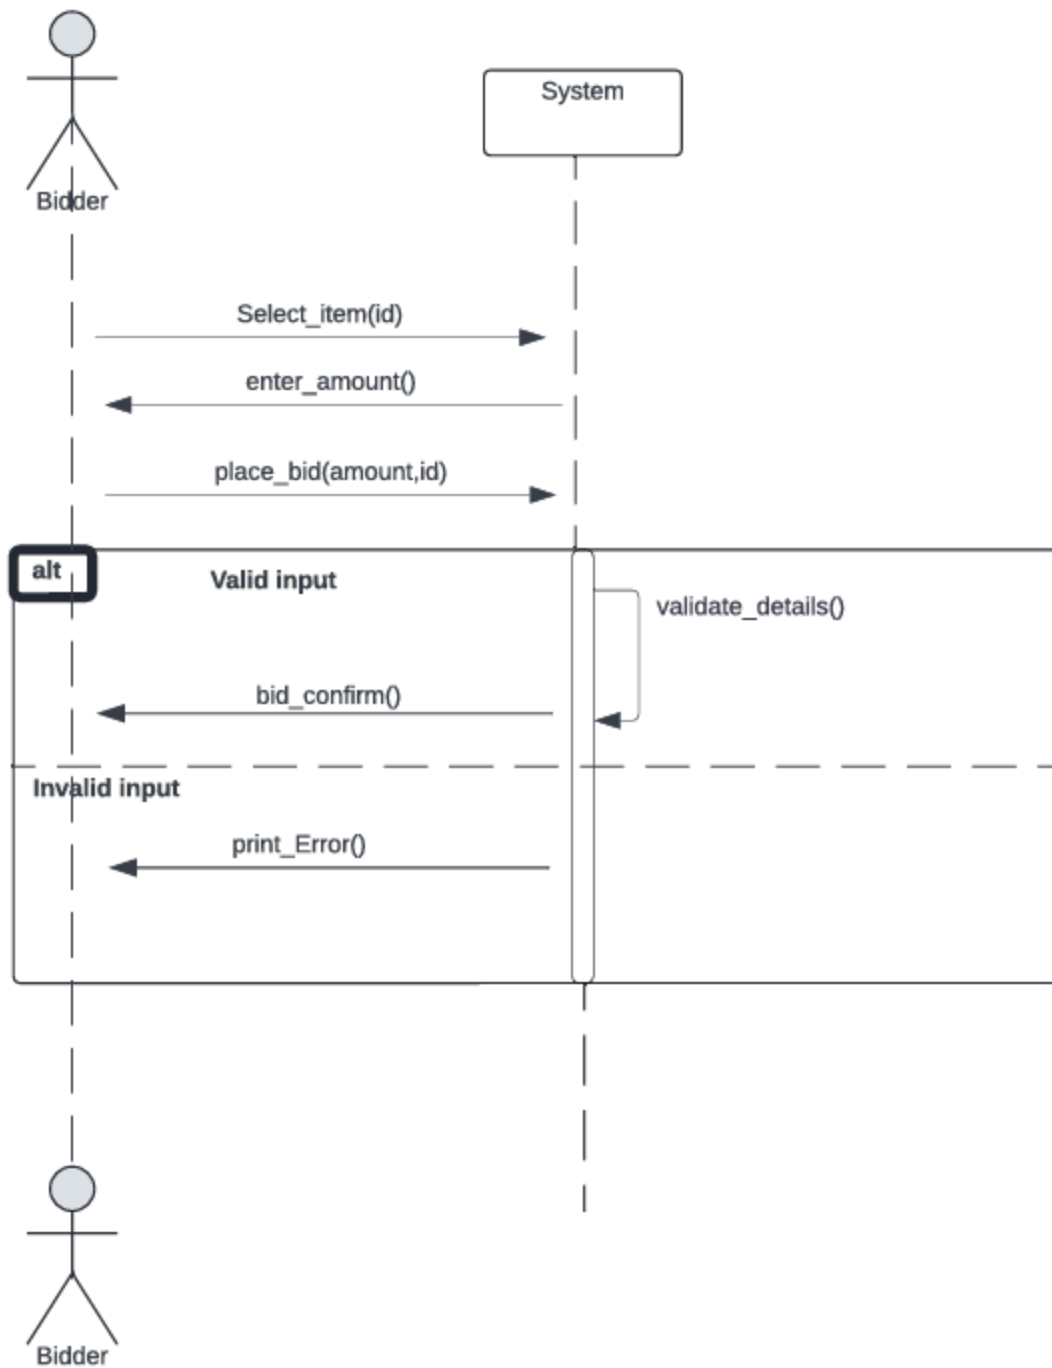 System
Bidder
Select_item(id)
enter_amount()
place_bid(amount,id)
alt
Valid input
validate_details()
bid_confirm()
Invalid input
print_Error()
Bidder